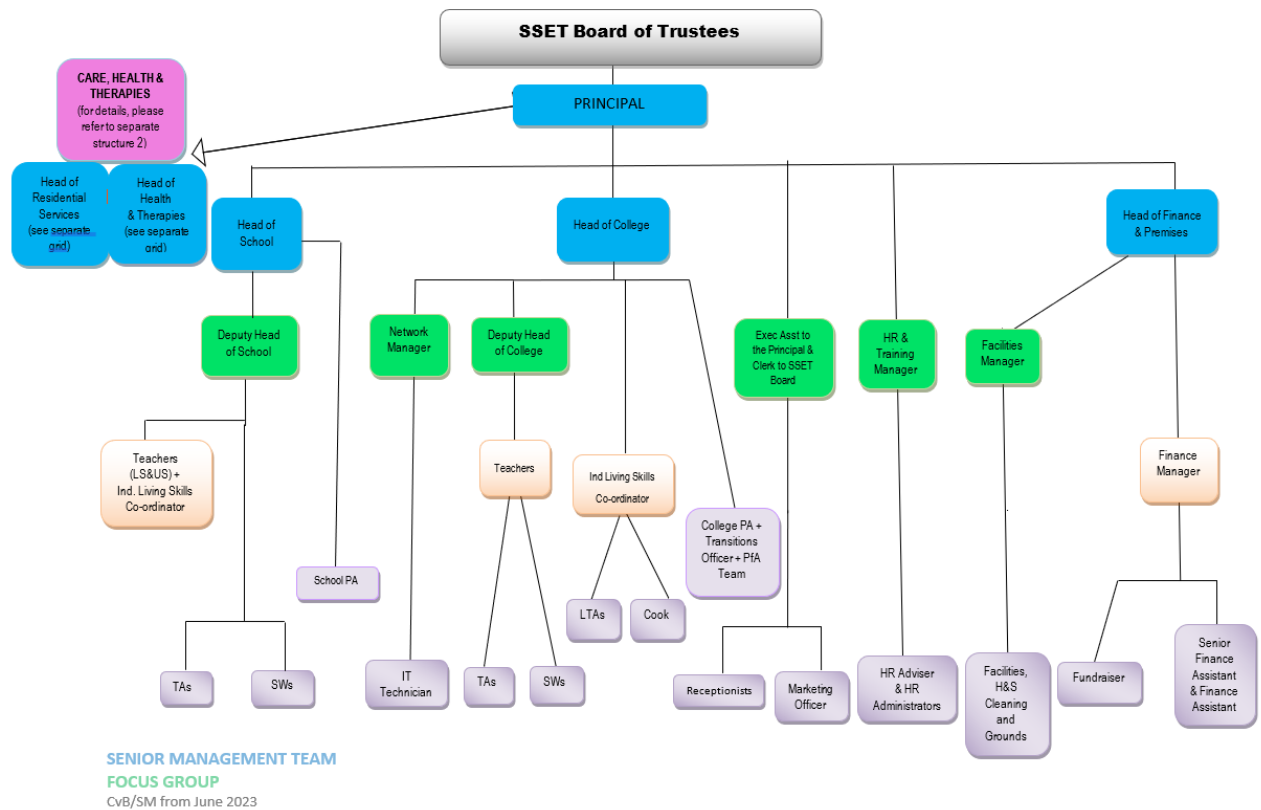 SSET Board of Trustees
CARE, HEALTH &
THERAPIES
(for details, please
refer to separate
structure 2)
PRINCIPAL
Head of
Residential
Services
(see separate
grid)
Head of
Health
& Therapies
(see separate
grid)
Head of
School
Head of College
Head of Finance
& Premises
Deputy Head
of School
Network
Manager
Deputy Head
of College
Exec Asst to
the Principal &
Clerk to SSET
Board
HR &
Training
Manager
Facilities
Manager
Teachers
(LS&US) +
Ind. Living Skills
Co-ordinator
Teachers
Ind Living Skills
Co-ordinator
Finance
Manager
College PA +
Transitions
Officer + PfA
Team
School PA
LTAs
Cook
TAs
SWs
IT
Technician
TAs
SWs
Receptionists
Marketing
Officer
HR Adviser
& HR
Administrators
Facilities,
H&S
Cleaning
and
Grounds
Fundraiser
Senior
Finance
Assistant
& Finance
Assistant
SENIOR MANAGEMENT TEAM
FOCUS GROUP
CvB/SM from June 2023